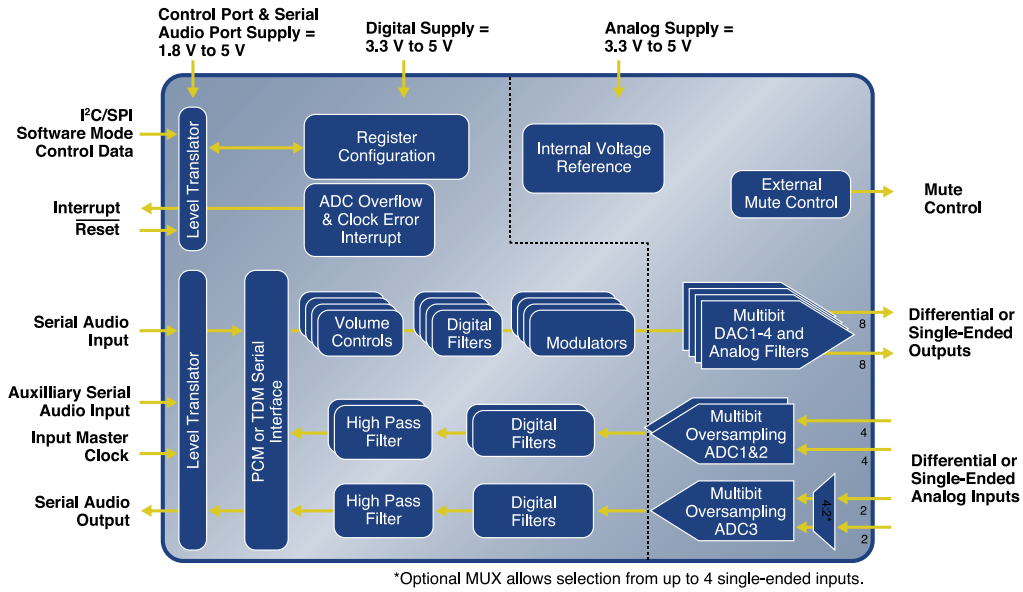 Control Port & Serial
Audio Port Supply =
1.8 V to 5 V
Digital Supply =
3.3 V to 5 V
Analog Supply =
3.3 V to 5 V
I²C/SPI
Software Mode
Control Data
Level Translator
Register
Configuration
Internal Voltage
Reference
External
Mute Control
Mute
Control
Interrupt
Reset
ADC Overflow
& Clock Error
Interrupt
Serial Audio
Input
Auxilliary Serial
Audio Input
Input Master
Clock
Serial Audio
Output
Level Translator
PCM or TDM Serial
Interface
Volume
Controls
Digital
Filters
Modulators
Multibit
DAC1-4 and
Analog Filters
8
8
Differential or
Single-Ended
Outputs
High Pass
Filter
Digital
Filters
Multibit
Oversampling
ADC1&2
4
4
High Pass
Filter
Digital
Filters
Multibit
Oversampling
ADC3
4:2*
2
2
Differential or
Single-Ended
Analog Inputs
*Optional MUX allows selection from up to 4 single-ended inputs.